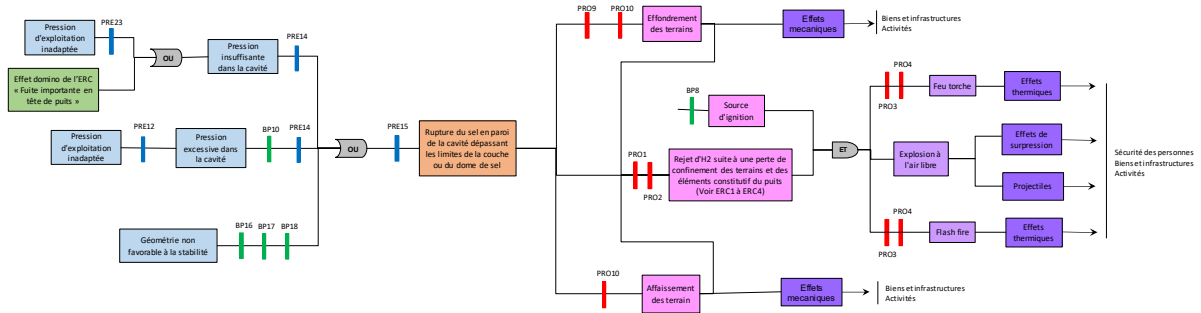 Pression
d'exploitation
inadaptée
PRE23
OU
Effet domino de l'ERC
« Fuite importante en
tête de puits »
Pression
insuffisante
dans la cavité
PRE14
Pression
d'exploitation
inadaptée
PRE12
Pression
excessive dans
la cavité
BP10
PRE14
OU
PRE15
Géométrie non
favorable à la stabilité
BP16
BP17
BP18
Rupture du sel en paroi
de la cavité dépassant
les limites de la couche
ou du dome de sel
PRO9
PRO10
Effondrement
des terrains
Effets
mecaniques
Biens et infrastructures
Activités
BP8
Source
d'ignition
PRO1
PRO2
Rejet d'H2 suite à une perte de
confinement des terrains et des
éléments constitutif du puits
(Voir ERC1 à ERC4)
ET
PRO4
PRO3
Feu torche
Effets
thermiques
Explosion à
l'air libre
Effets de
surpression
Projectiles
PRO4
PRO3
Flash fire
Effets
thermiques
Sécurité des personnes
Biens et infrastructures
Activités
PRO10
Affaissement
des terrain
Effets
mecaniques
Biens et infrastructures
Activités